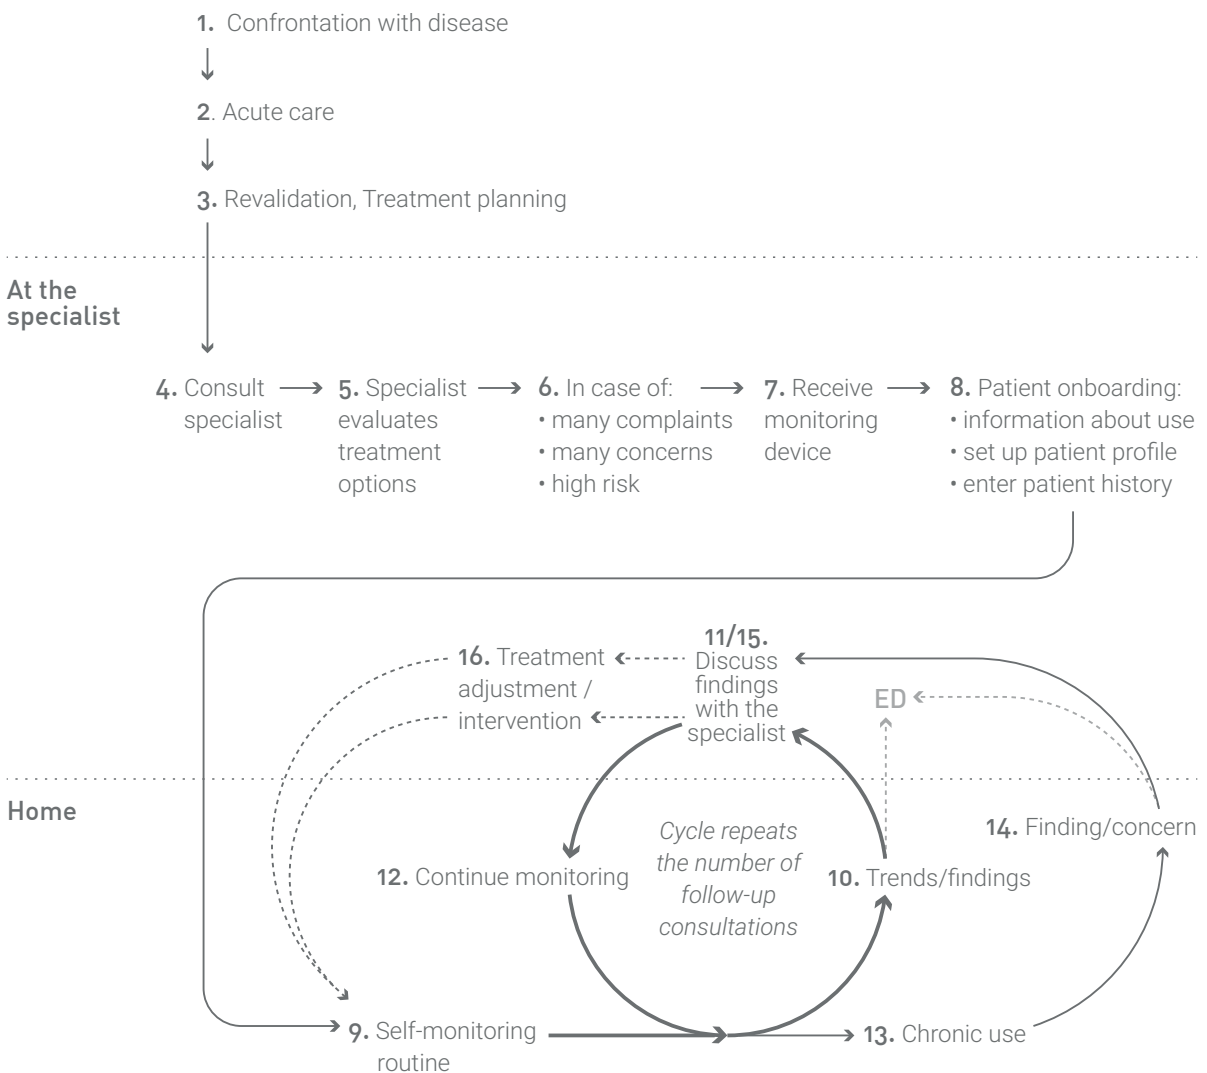 1. Confrontation with disease
2. Acute care
3. Revalidation, Treatment planning
At the
specialist
4. Consult
specialist
5. Specialist
evaluates
treatment
options
6. In case of:
• many complaints
• many concerns
• high risk
7. Receive
monitoring
device
8. Patient onboarding:
• information about use
• set up patient profile
• enter patient history
11/15.
Discuss
findings
with the
specialist
16. Treatment
adjustment /
intervention
ED
Home
14. Finding/concern
Cycle repeats
the number of
follow-up
consultations
12. Continue monitoring
10. Trends/findings
9. Self-monitoring
routine
13. Chronic use